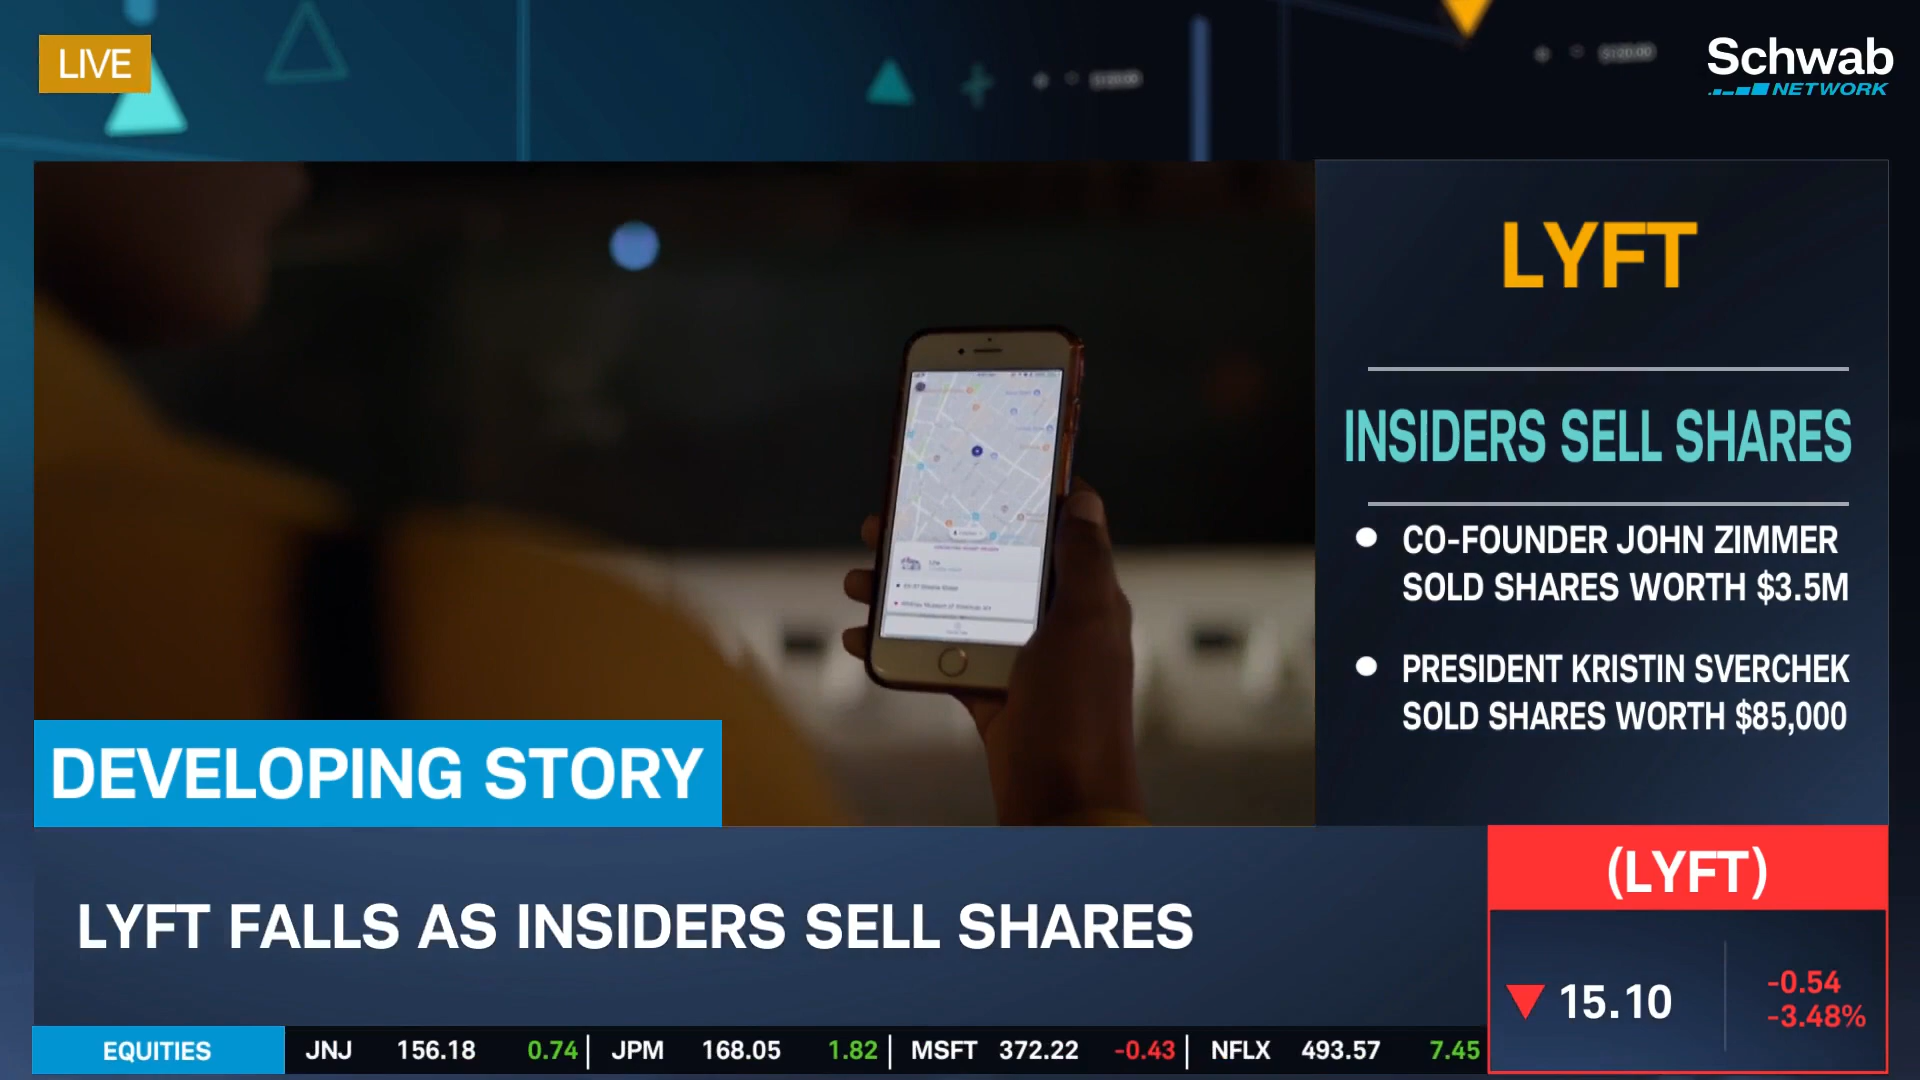 LIVE
Schwab
NETWORK
LYFT
INSIDERS SELL SHARES
CO-FOUNDER JOHN ZIMMER
SOLD SHARES WORTH $3.5M
PRESIDENT KRISTIN SVERCHEK
SOLD SHARES WORTH $85,000
DEVELOPING STORY
LYFT FALLS AS INSIDERS SELL SHARES
(LYFT)
15.10
-0.54
-3.48%
EQUITIES JNJ 156.18 0.74 JPM 168.05 1.82 MSFT 372.22 -0.43 NFLX 493.57 7.45